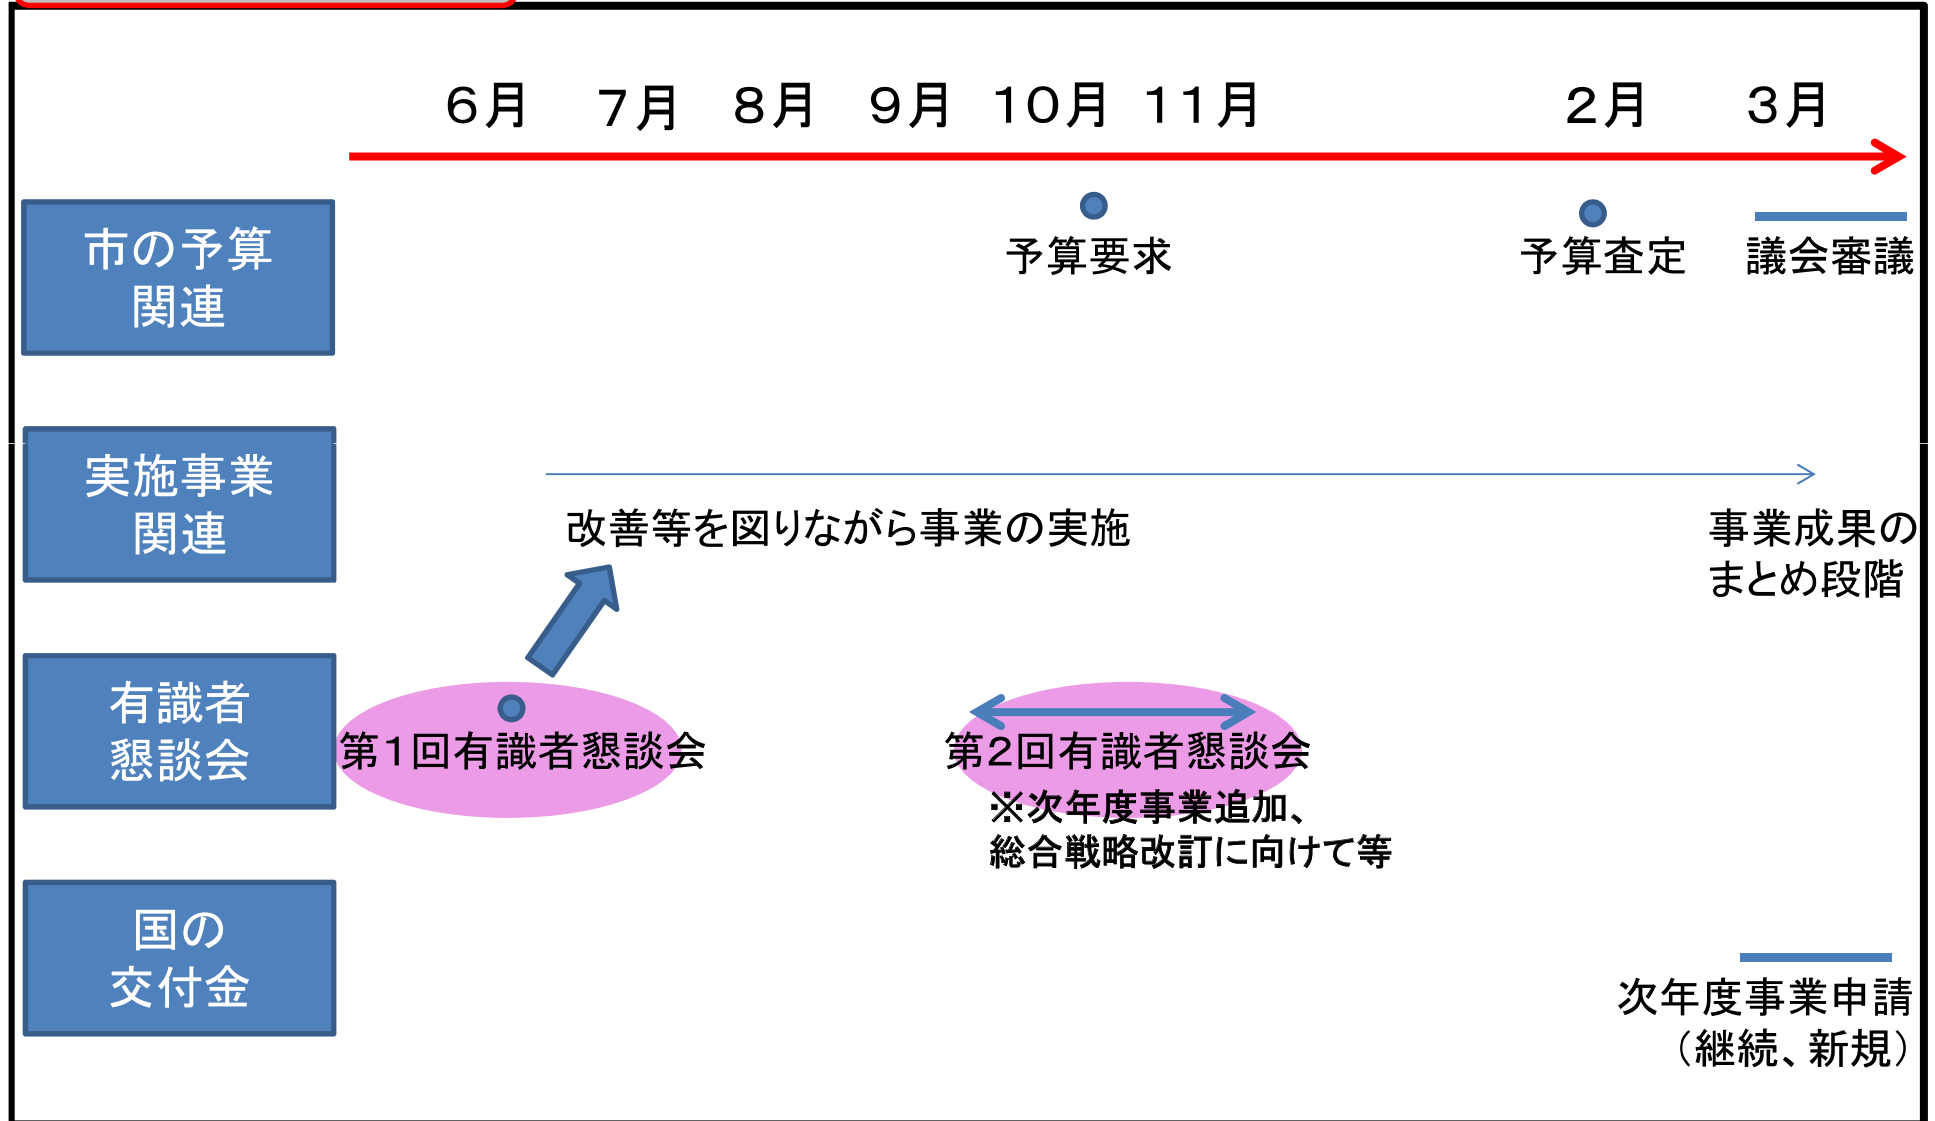 ６月 ７月 ８月 ９月 １０月 １１月 ２月 ３月
市の予算
関連
予算要求 予算査定 議会審議
実施事業
関連
改善等を図りながら事業の実施
事業成果の
まとめ段階
有識者
懇談会
第１回有識者懇談会
第２回有識者懇談会
※次年度事業追加、
総合戦略改訂に向けて等
国の
交付金
次年度事業申請
（継続、新規）